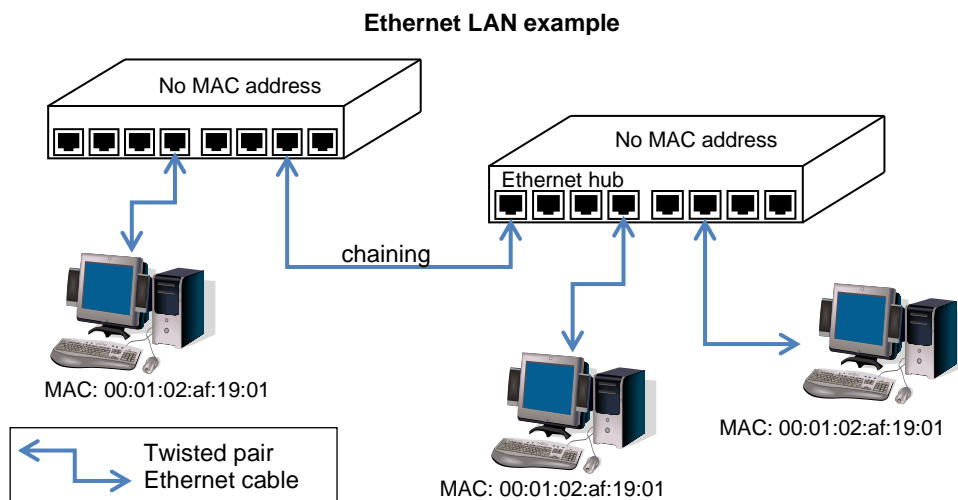 Ethernet LAN example
No MAC address
No MAC address
Ethernet hub
chaining
MAC: 00:01:02:af:19:01
MAC: 00:01:02:af:19:01
Twisted pair
Ethernet cable
MAC: 00:01:02:af:19:01